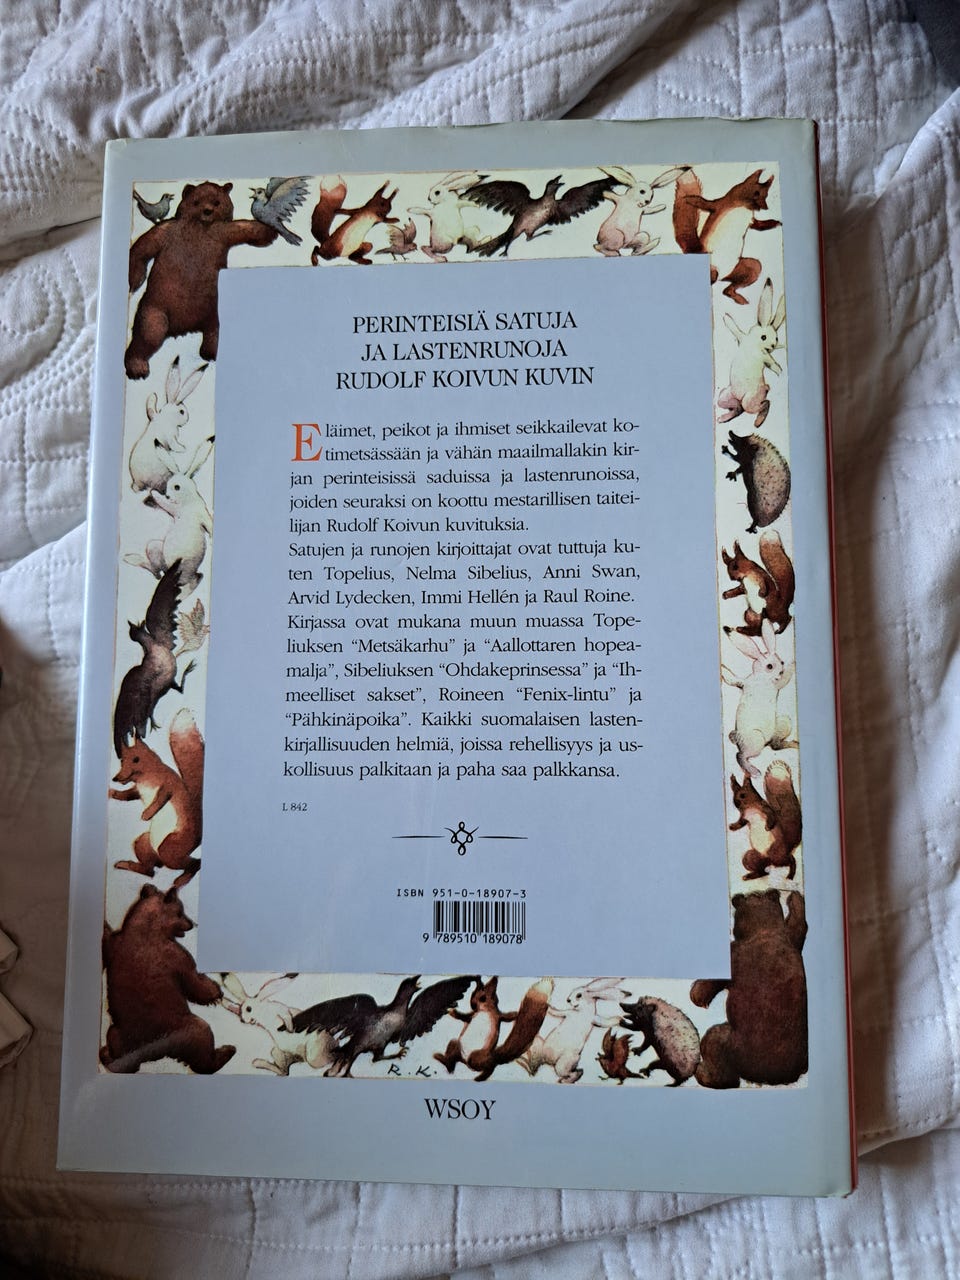 PERINTEISIÄ SATUJA
JA LASTENRUNOJA
RUDOLF KOIVUN KUVIN
Eläimet, peikot ja ihmiset seikkailevat ko-
timetsässään ja vähän maailmallakin kir-
jan perinteisissä saduissa ja lastenrunoissa,
joiden seuraksi on koottu mestarillisen taitei-
lijan Rudolf Koivun kuvituksia.
Satujen ja runojen kirjoittajat ovat tuttuja ku-
ten Topelius, Nelma Sibelius, Anni Swan,
Arvid Lydecken, Immi Hellén ja Raul Roine.
Kirjassa ovat mukana muun muassa Tope-
liuksen “Metsäkarhu” ja “Aallottaren hopea-
malja”, Sibeliuksen “Ohdakeprinsessa” ja “Ih-
meelliset sakset”, Roineen “Fenix-lintu” ja
“Pähkinäpoika”. Kaikki suomalaisen lasten-
kirjallisuuden helmiä, joissa rehellisyys ja us-
kollisuus palkitaan ja paha saa palkkansa.
L 842
ISBN 951-0-18907-3
9 789510 189078
R.K.
WSOY